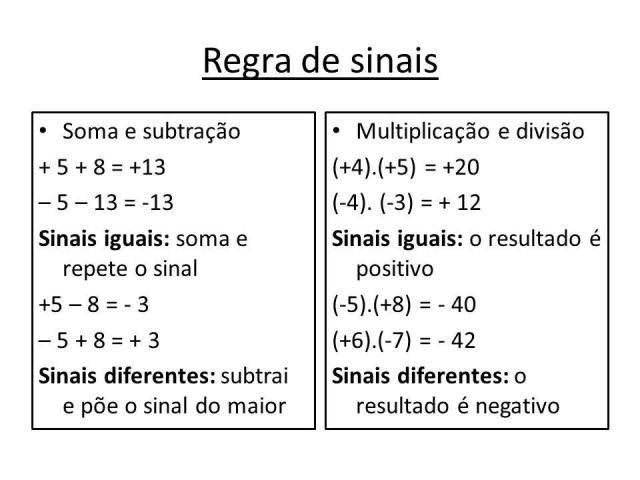 Regra de sinais
• Soma e subtração
+ 5 + 8 = +13
– 5 – 13 = -13
Sinais iguais: soma e
repete o sinal
+5 – 8 = - 3
– 5 + 8 = + 3
Sinais diferentes: subtrai
e põe o sinal do maior
• Multiplicação e divisão
(+4).(+5) = +20
(-4). (-3) = + 12
Sinais iguais: o resultado é
positivo
(-5).(+8) = - 40
(+6).(-7) = - 42
Sinais diferentes: o
resultado é negativo